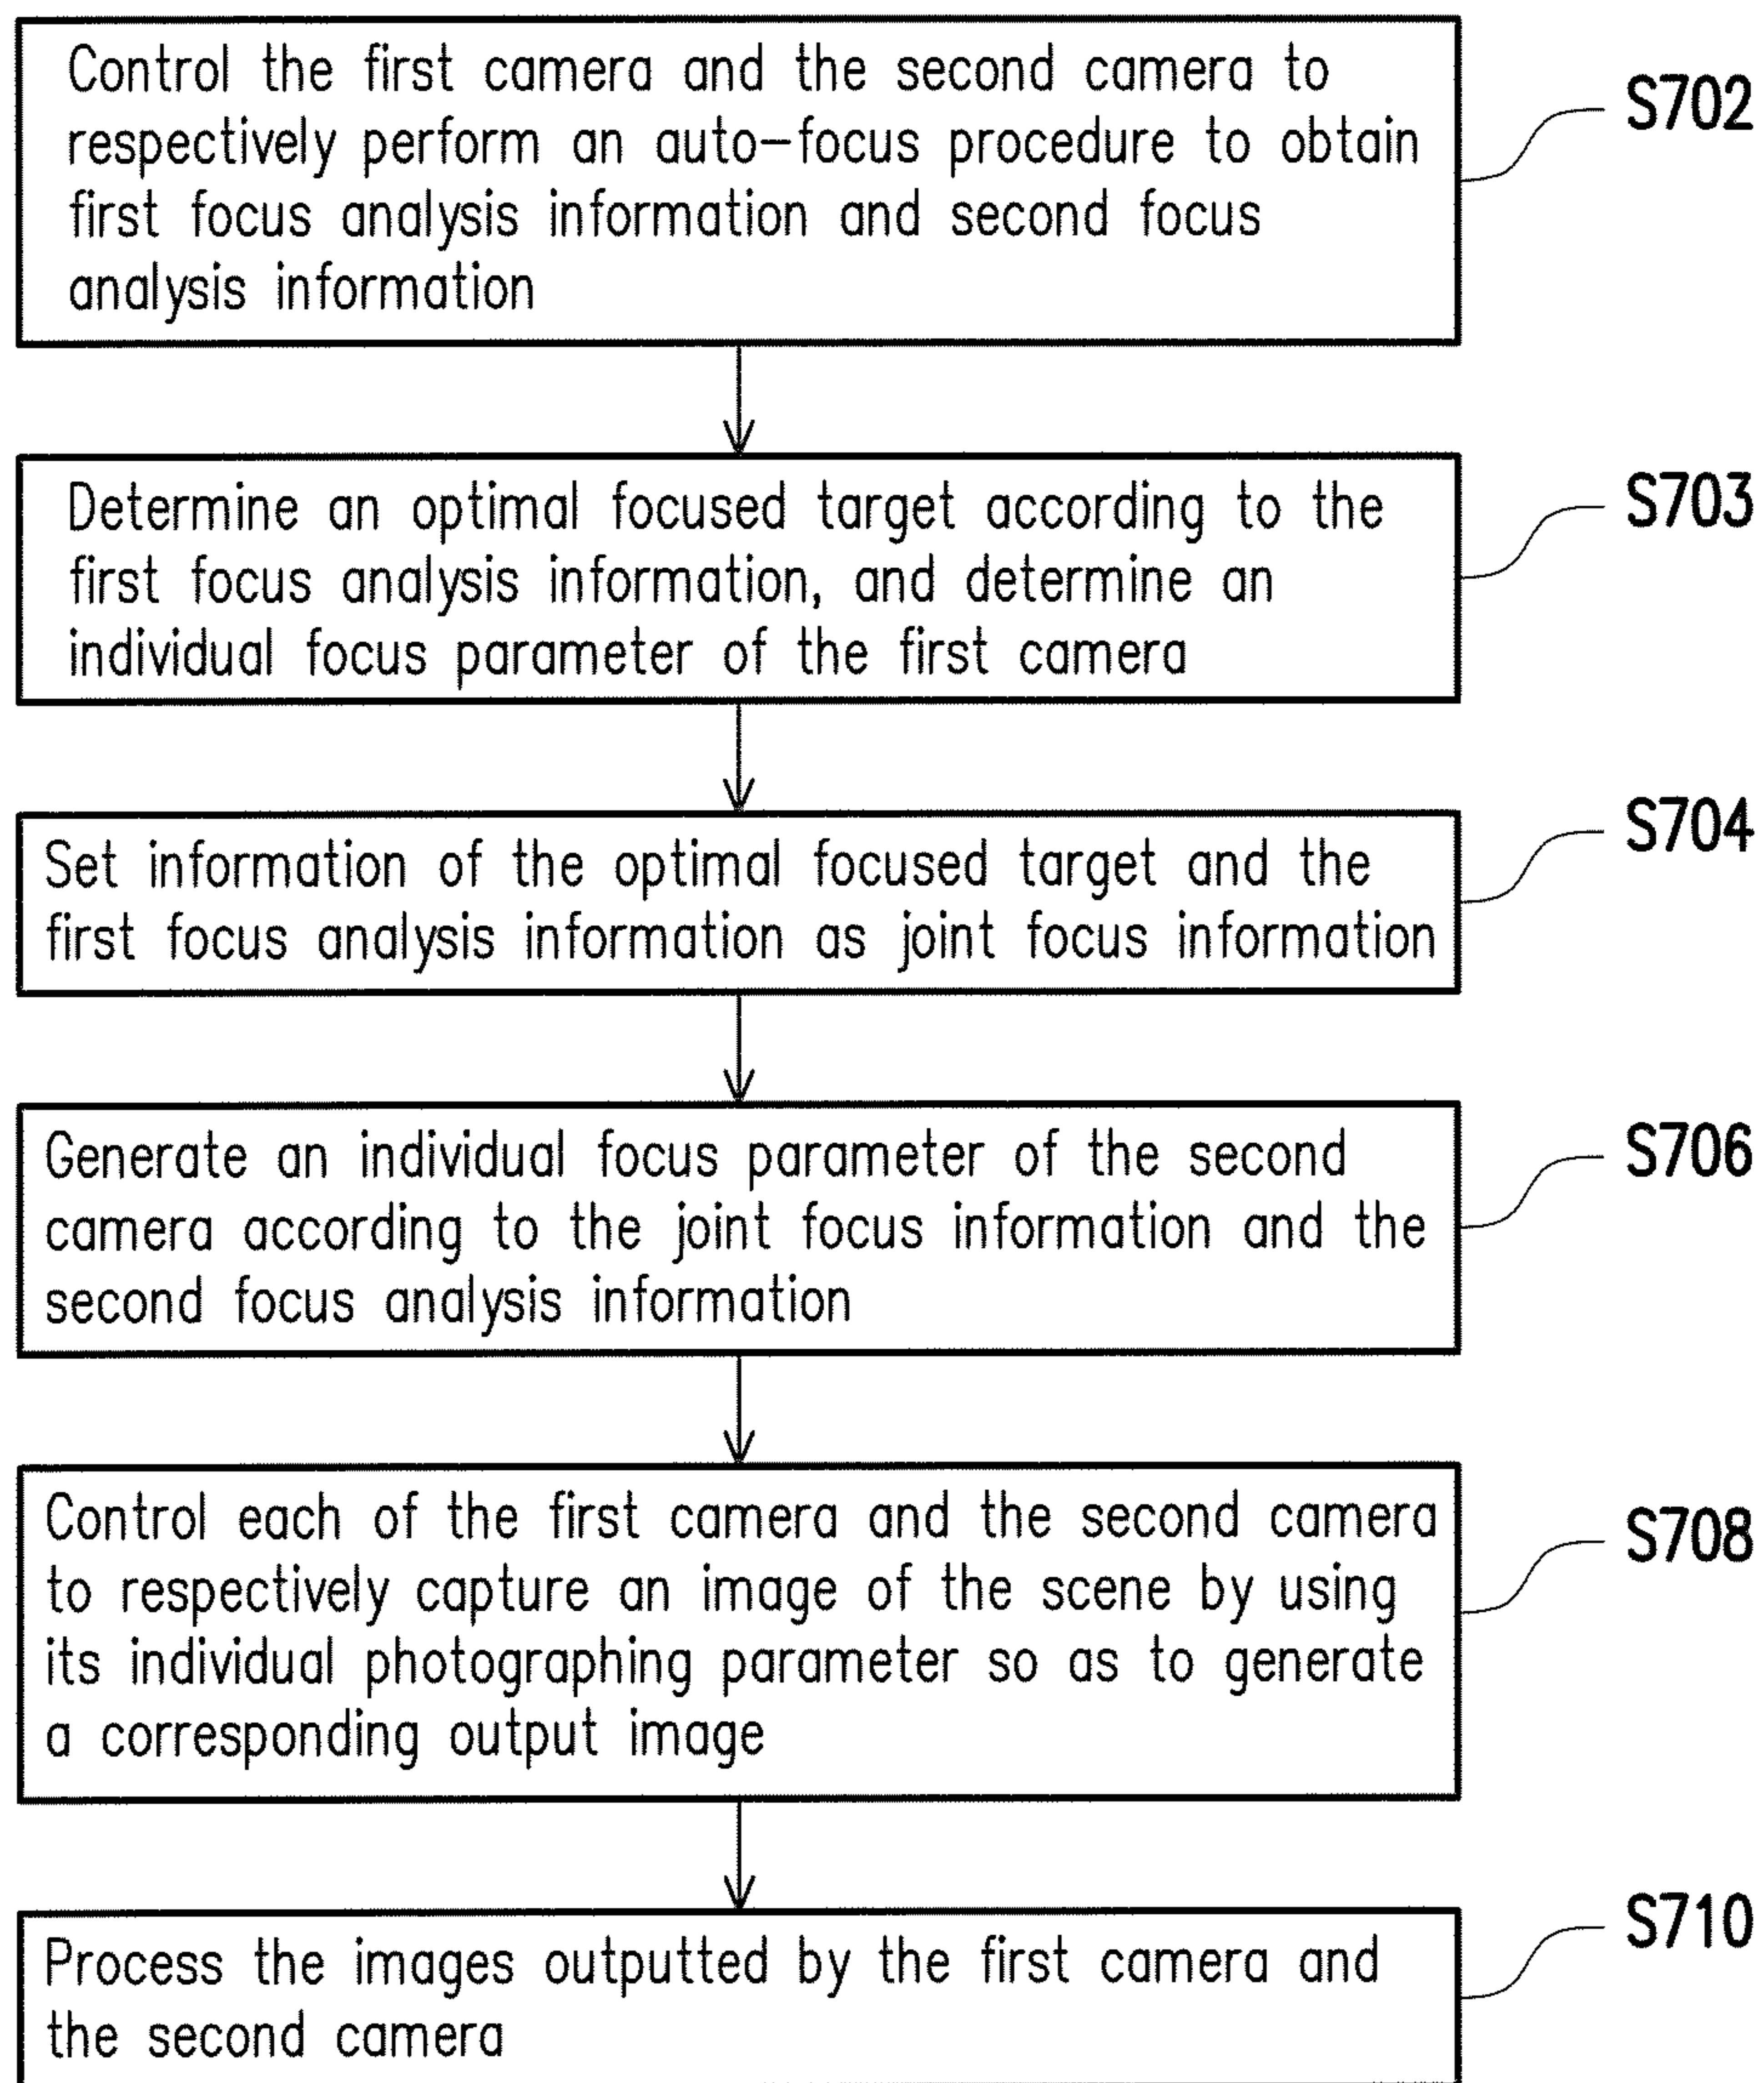 Control the first camera and the second camera to
respectively perform an auto-focus procedure to obtain
first focus analysis information and second focus
analysis information
S702
Determine an optimal focused target according to the
first focus analysis information, and determine an
individual focus parameter of the first camera
S703
Set information of the optimal focused target and the
first focus analysis information as joint focus information
S704
Generate an individual focus parameter of the second
camera according to the joint focus information and the
second focus analysis information
S706
Control each of the first camera and the second camera
to respectively capture an image of the scene by using
its individual photographing parameter so as to generate
a corresponding output image
S708
Process the images outputted by the first camera and
the second camera
S710